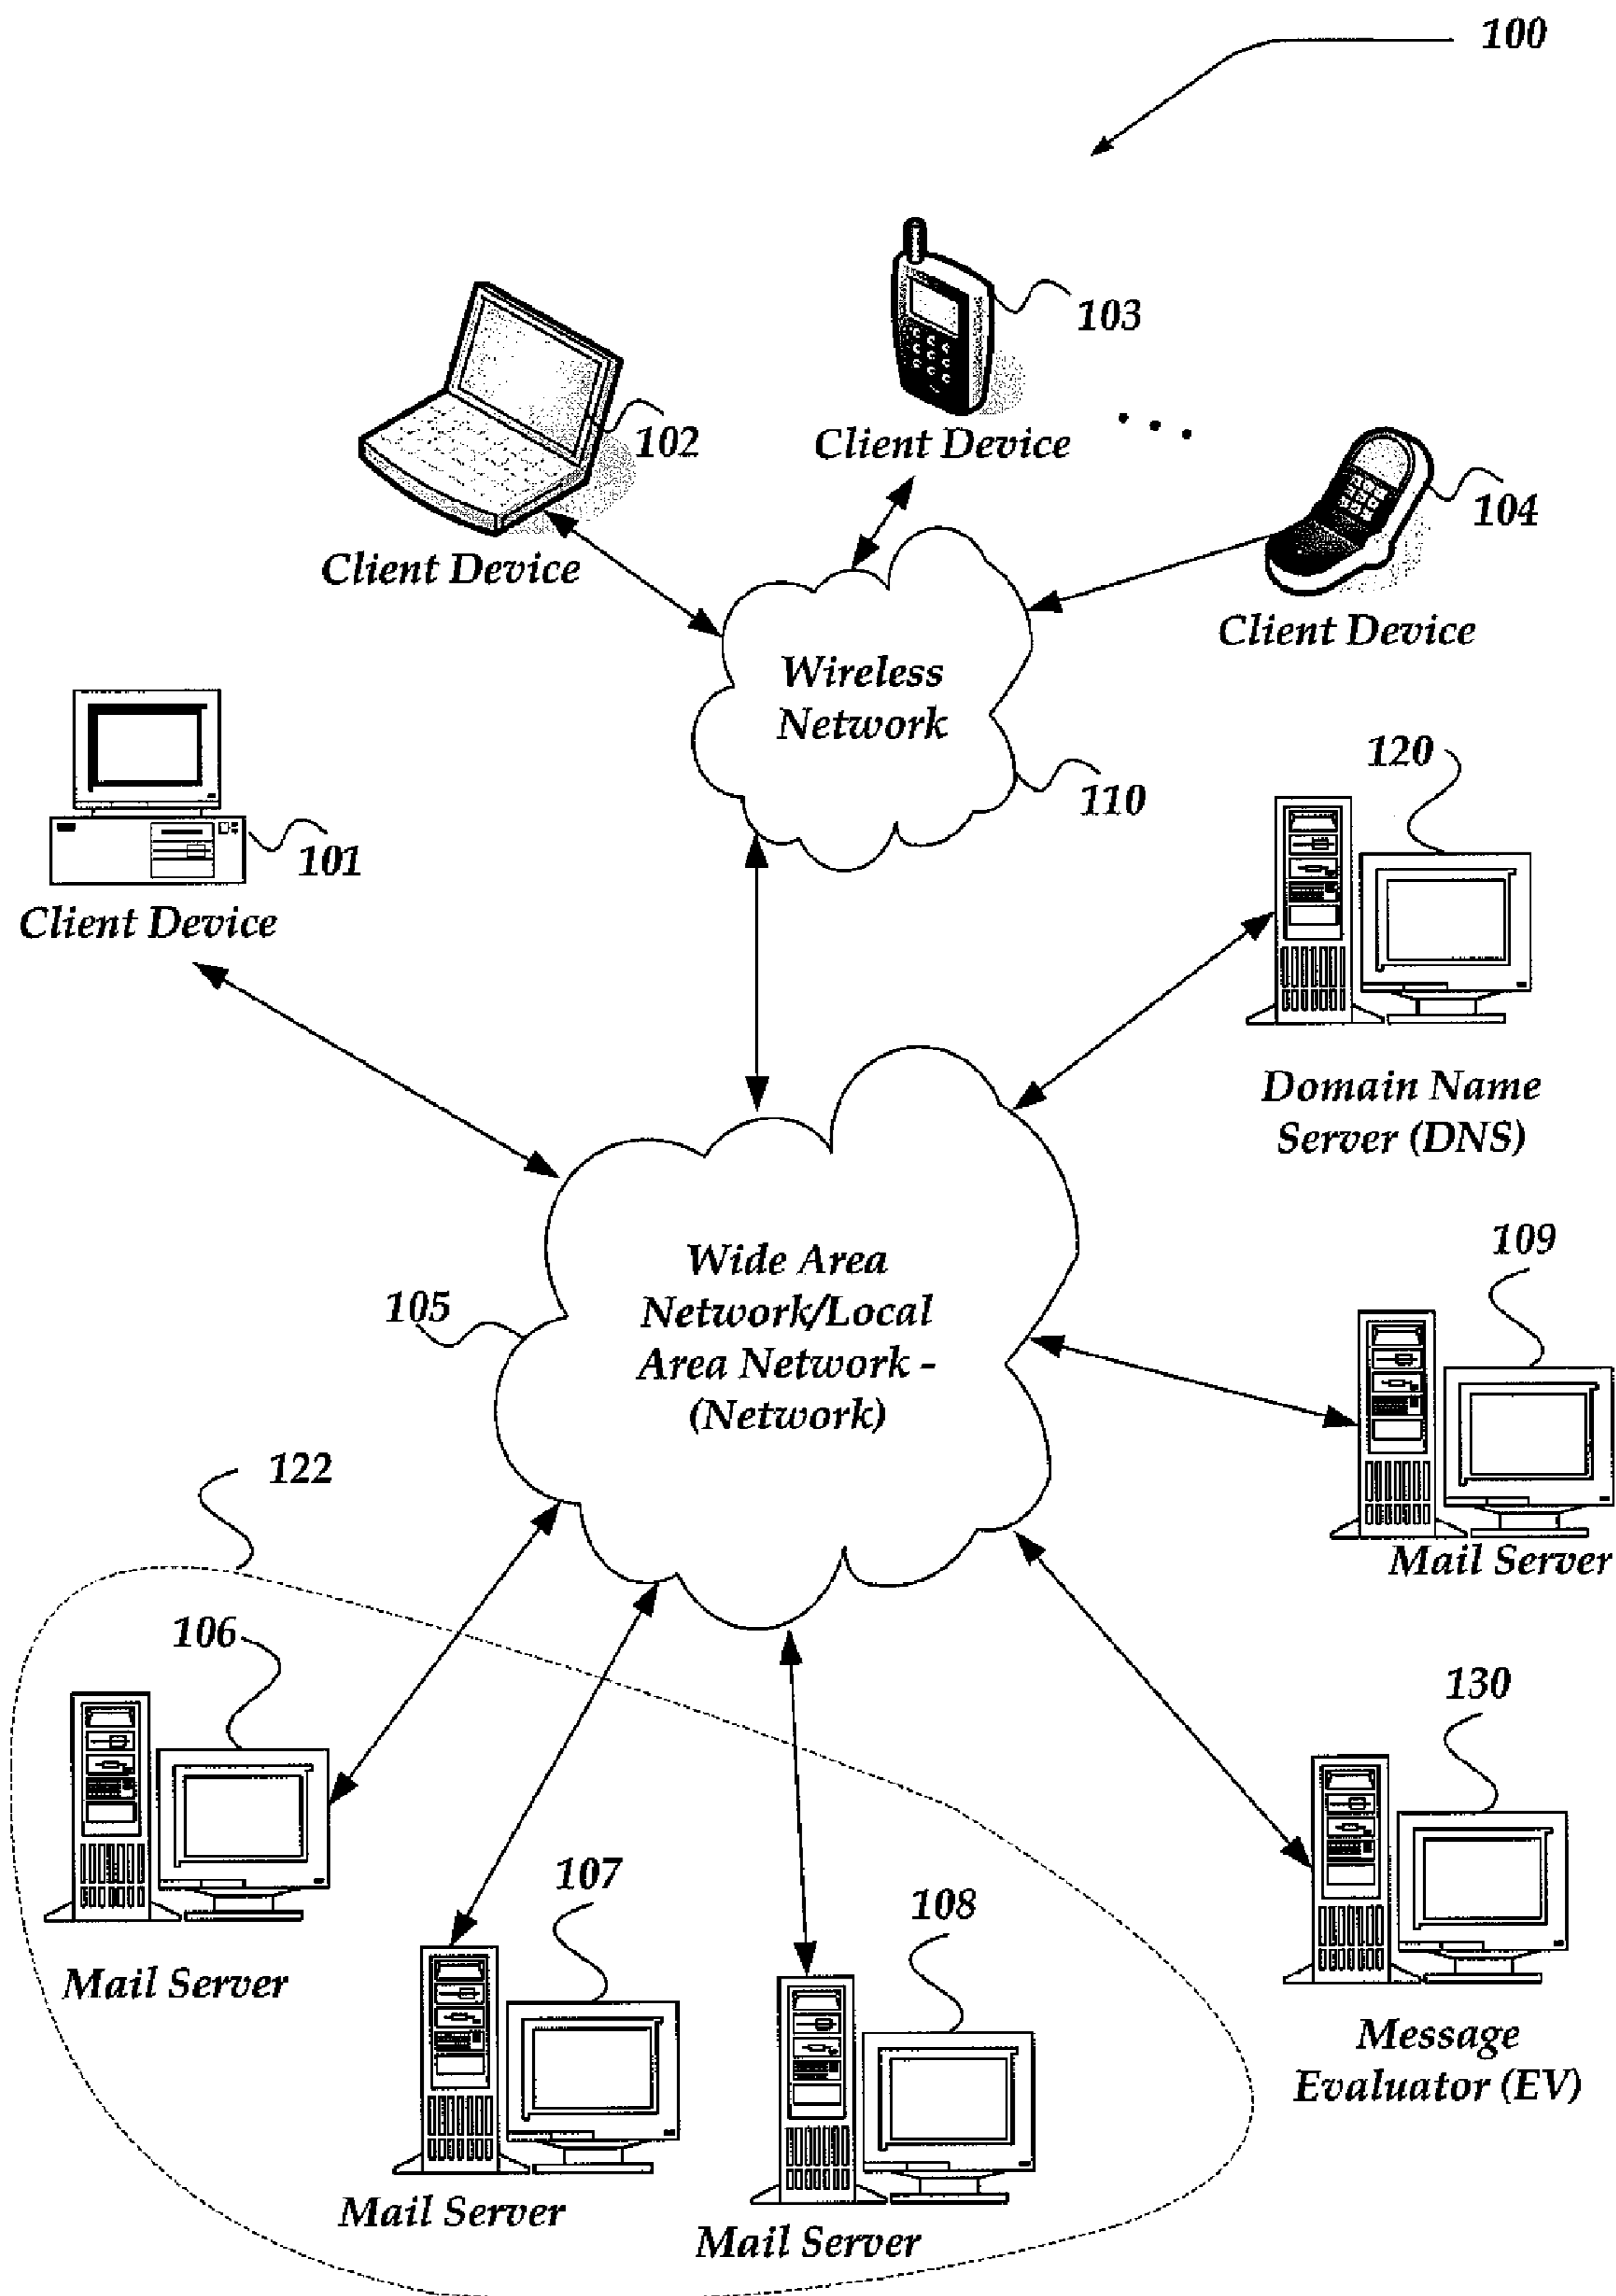 100
103
102
Client Device
104
Client Device
Client Device
Wireless
Network
120
110
101
Client Device
Domain Name
Server (DNS)
109
Wide Area
Network/Local
Area Network -
(Network)
105
122
Mail Server
106
130
107
108
Mail Server
Message
Evaluator (EV)
Mail Server
Mail Server